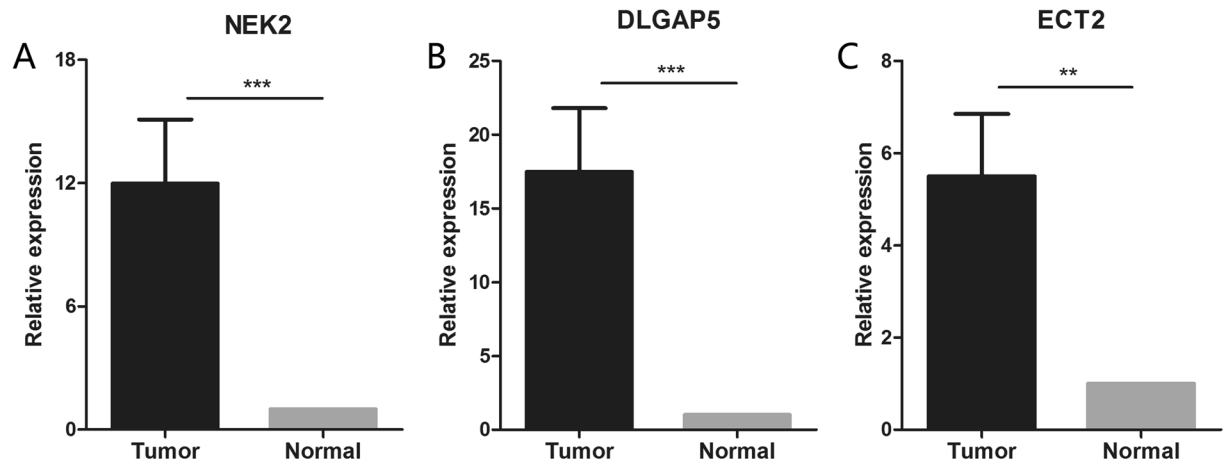 A
NEK2
Relative expression
18
12
6
0
***
Tumor
Normal
B
DLGAP5
Relative expression
25
20
15
10
5
0
***
Tumor
Normal
C
ECT2
Relative expression
8
6
4
2
0
**
Tumor
Normal